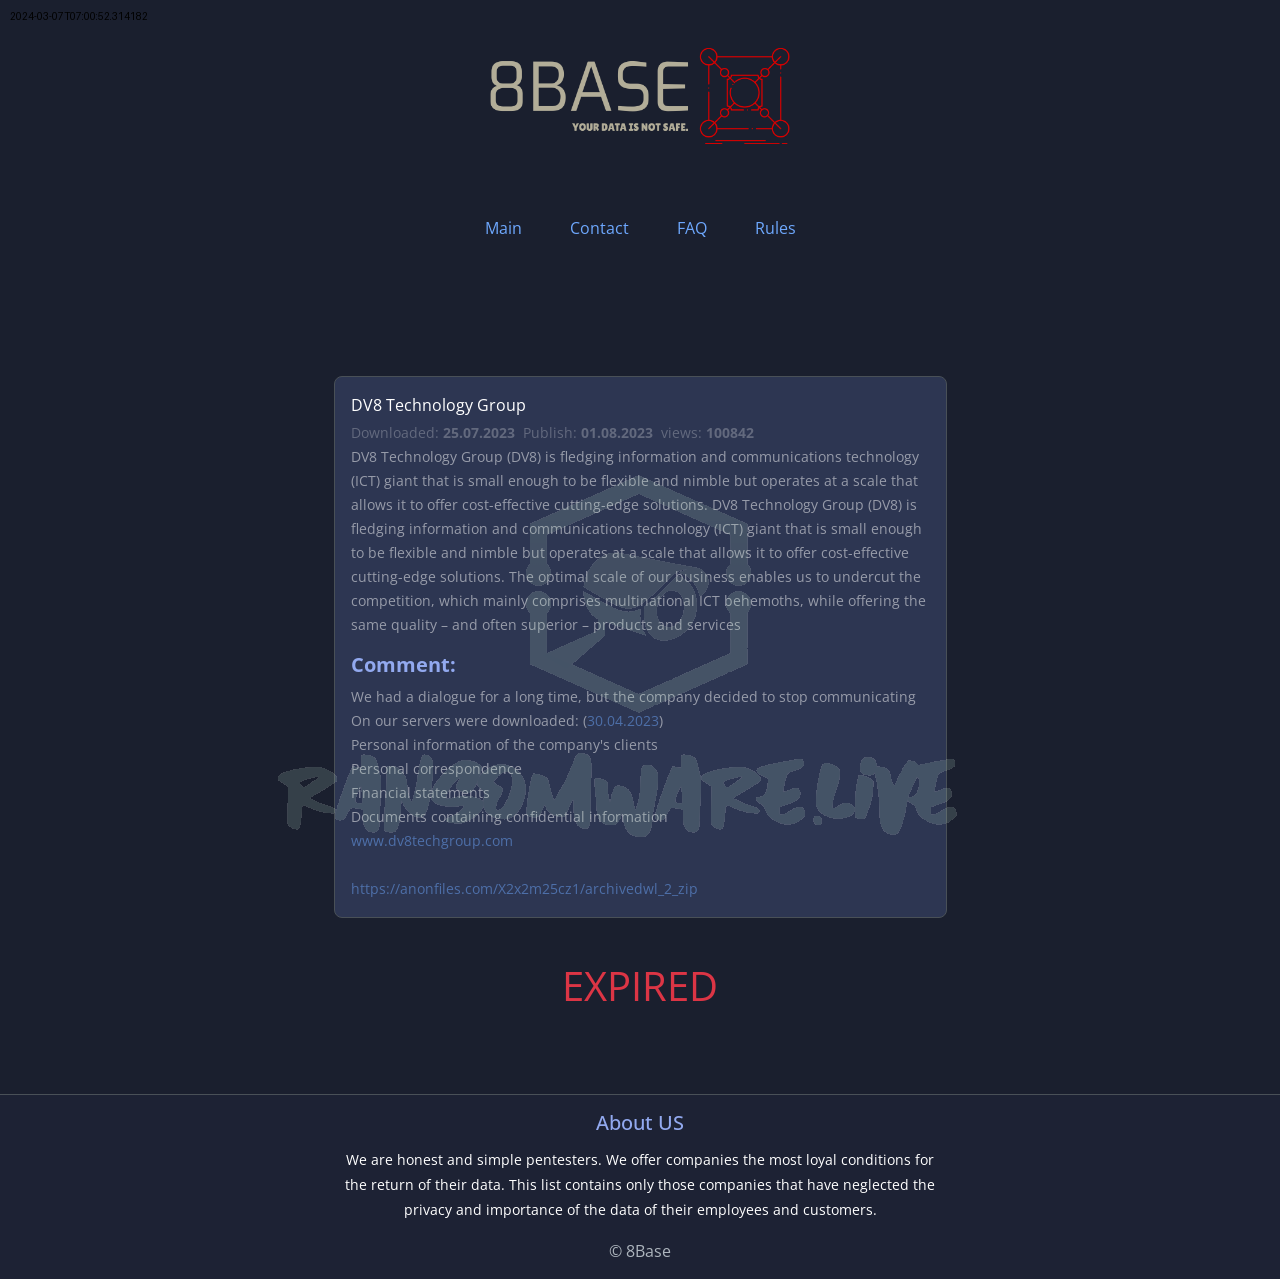 2024-03-07T07:00:52.314182
8BASE
YOUR DATA IS NOT SAFE.
Main Contact FAQ Rules
DV8 Technology Group
Downloaded: 25.07.2023 Publish: 01.08.2023 views: 100842
DV8 Technology Group (DV8) is fledging information and communications technology
(ICT) giant that is small enough to be flexible and nimble but operates at a scale that
allows it to offer cost-effective cutting-edge solutions. DV8 Technology Group (DV8) is
fledging information and communications technology (ICT) giant that is small enough
to be flexible and nimble but operates at a scale that allows it to offer cost-effective
cutting-edge solutions. The optimal scale of our business enables us to undercut the
competition, which mainly comprises multinational ICT behemoths, while offering the
same quality – and often superior – products and services
Comment:
We had a dialogue for a long time, but the company decided to stop communicating
On our servers were downloaded: (30.04.2023)
Personal information of the company's clients
Personal correspondence
Financial statements
Documents containing confidential information
www.dv8techgroup.com
https://anonfiles.com/X2x2m25cz1/archivedwl_2_zip
RANSOMWARE.LIVE
EXPIRED
About US
We are honest and simple pentesters. We offer companies the most loyal conditions for
the return of their data. This list contains only those companies that have neglected the
privacy and importance of the data of their employees and customers.
© 8Base